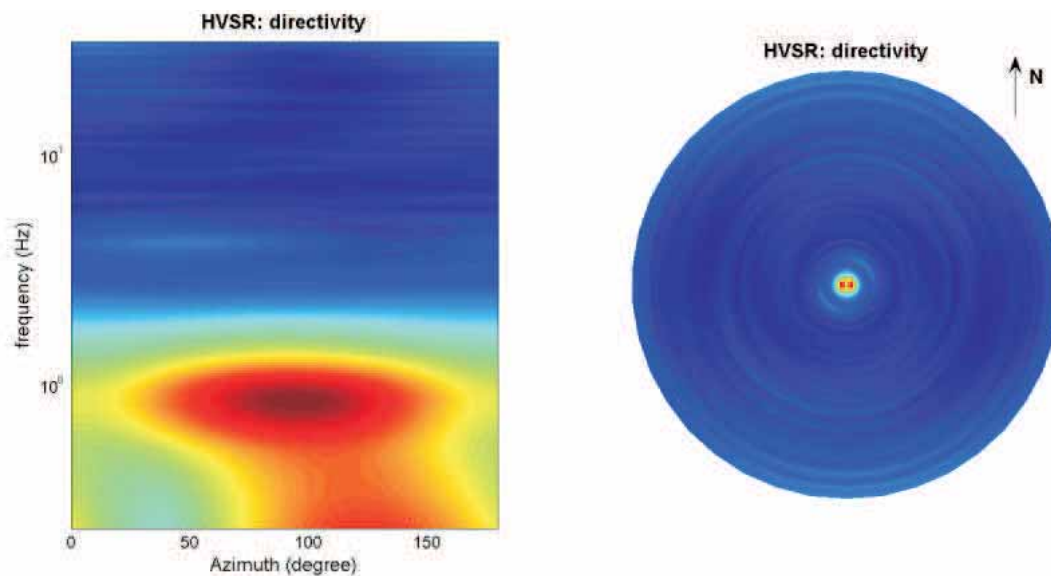 HVSR: directivity
10¹
10⁰
frequency (Hz)
0 50 100 150
Azimuth (degree)
HVSR: directivity
N